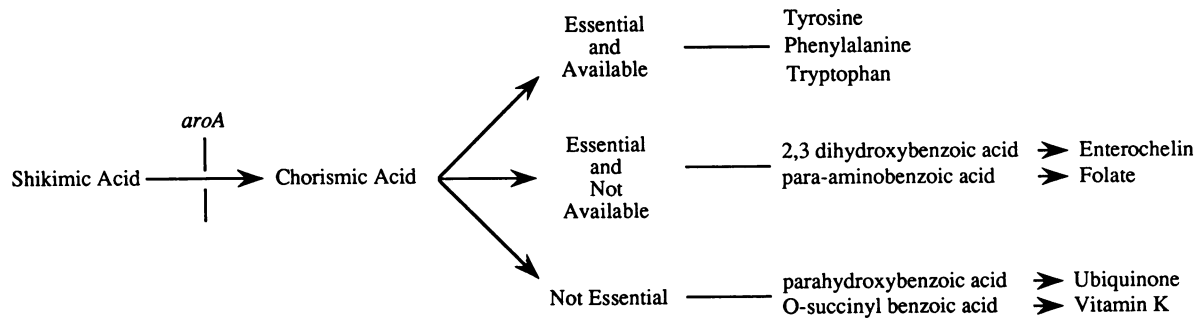 aroA
Shikimic Acid
Chorismic Acid
Essential
and
Available
Tyrosine
Phenylalanine
Tryptophan
Essential
and
Not
Available
2,3 dihydroxybenzoic acid
Enterochelin
para-aminobenzoic acid
Folate
Not Essential
parahydroxybenzoic acid
Ubiquinone
O-succinyl benzoic acid
Vitamin K